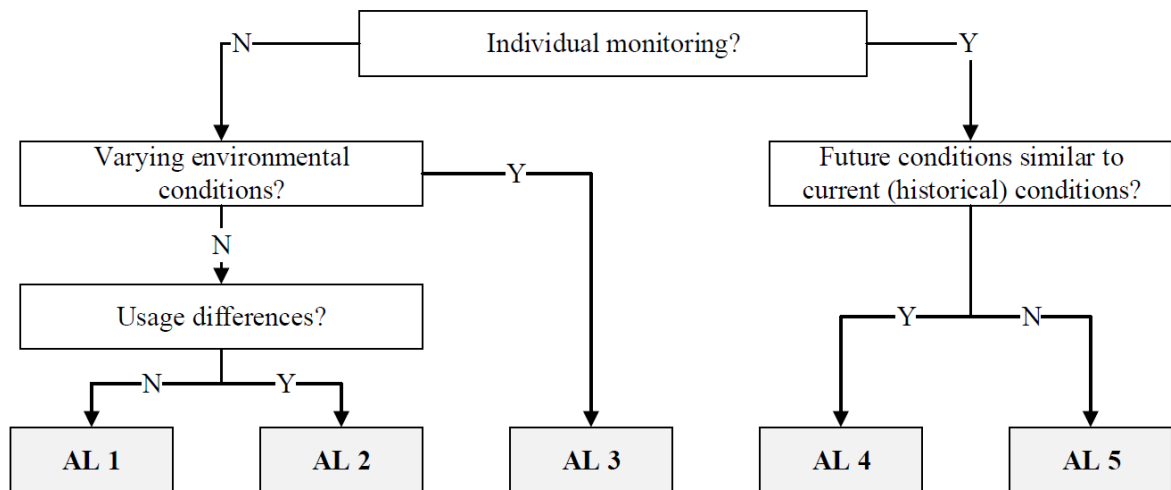 Individual monitoring?
N
Y
Varying environmental
conditions?
Y
Future conditions similar to
current (historical) conditions?
N
Usage differences?
Y
N
N
Y
AL 1
AL 2
AL 3
AL 4
AL 5